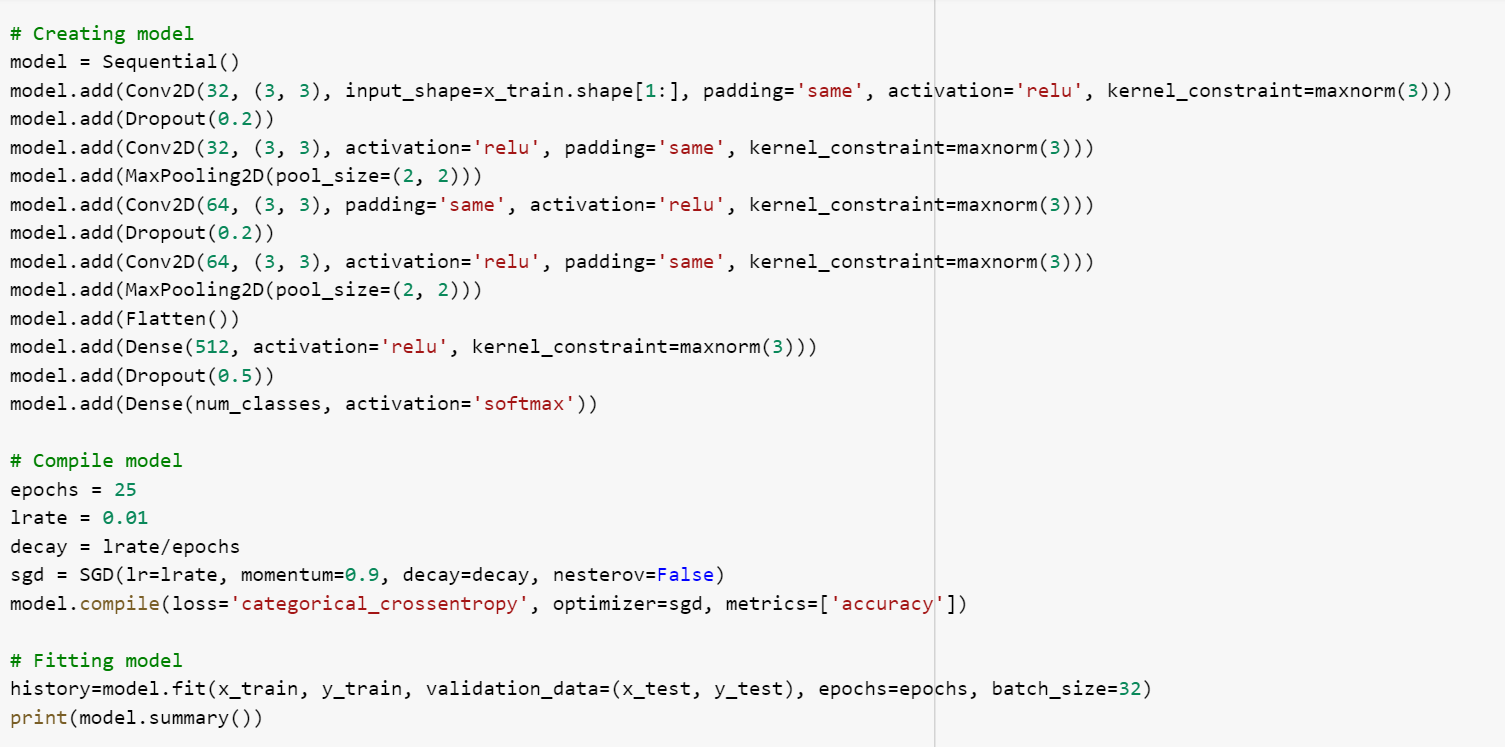 # Creating model
model = Sequential()
model.add(Conv2D(32, (3, 3), input_shape=x_train.shape[1:], padding='same', activation='relu', kernel_constraint=maxnorm(3)))
model.add(Dropout(0.2))
model.add(Conv2D(32, (3, 3), activation='relu', padding='same', kernel_constraint=maxnorm(3)))
model.add(MaxPooling2D(pool_size=(2, 2)))
model.add(Conv2D(64, (3, 3), padding='same', activation='relu', kernel_constraint=maxnorm(3)))
model.add(Dropout(0.2))
model.add(Conv2D(64, (3, 3), activation='relu', padding='same', kernel_constraint=maxnorm(3)))
model.add(MaxPooling2D(pool_size=(2, 2)))
model.add(Flatten())
model.add(Dense(512, activation='relu', kernel_constraint=maxnorm(3)))
model.add(Dropout(0.5))
model.add(Dense(num_classes, activation='softmax'))

# Compile model
epochs = 25
lrate = 0.01
decay = lrate/epochs
sgd = SGD(lr=lrate, momentum=0.9, decay=decay, nesterov=False)
model.compile(loss='categorical_crossentropy', optimizer=sgd, metrics=['accuracy'])

# Fitting model
history=model.fit(x_train, y_train, validation_data=(x_test, y_test), epochs=epochs, batch_size=32)
print(model.summary())